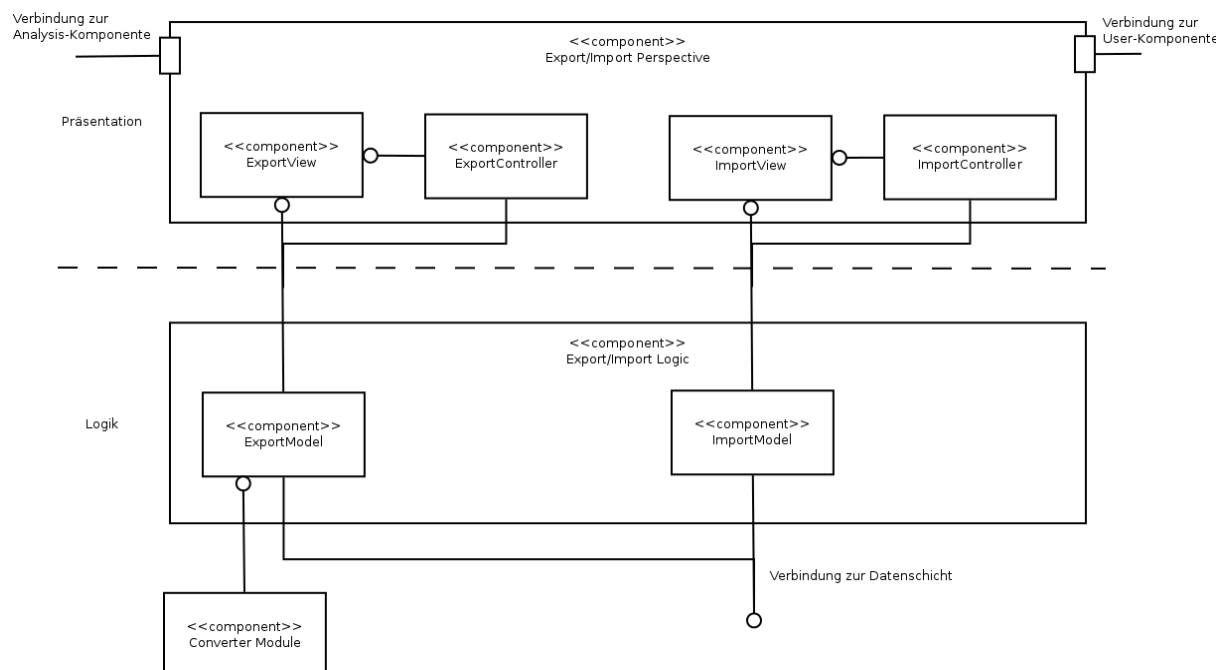 Verbindung zur
Analysis-Komponente
<<component>>
Export/Import Perspective
Verbindung zur
User-Komponente
Präsentation
<<component>>
ExportView
<<component>>
ExportController
<<component>>
ImportView
<<component>>
ImportController
<<component>>
Export/Import Logic
Logik
<<component>>
ExportModel
<<component>>
ImportModel
Verbindung zur Datenschicht
<<component>>
Converter Module